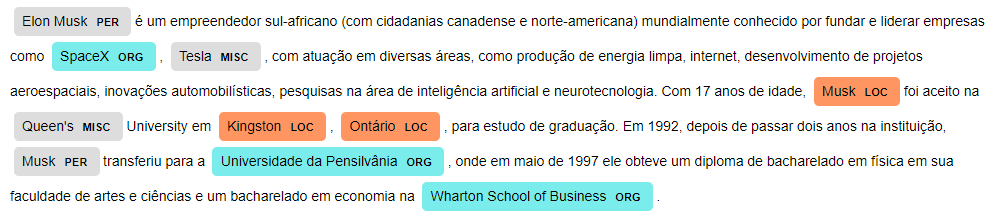 Elon Musk PER é um empreendedor sul-africano (com cidadanias canadense e norte-americana) mundialmente conhecido por fundar e liderar empresas
como SpaceX ORG , Tesla MISC , com atuação em diversas áreas, como produção de energia limpa, internet, desenvolvimento de projetos
aeroespaciais, inovações automobilísticas, pesquisas na área de inteligência artificial e neurotecnologia. Com 17 anos de idade, Musk LOC foi aceito na
Queen's MISC University em Kingston LOC , Ontário LOC , para estudo de graduação. Em 1992, depois de passar dois anos na instituição,
Musk PER transferiu para a Universidade da Pensilvânia ORG , onde em maio de 1997 ele obteve um diploma de bacharelado em física em sua
faculdade de artes e ciências e um bacharelado em economia na Wharton School of Business ORG .